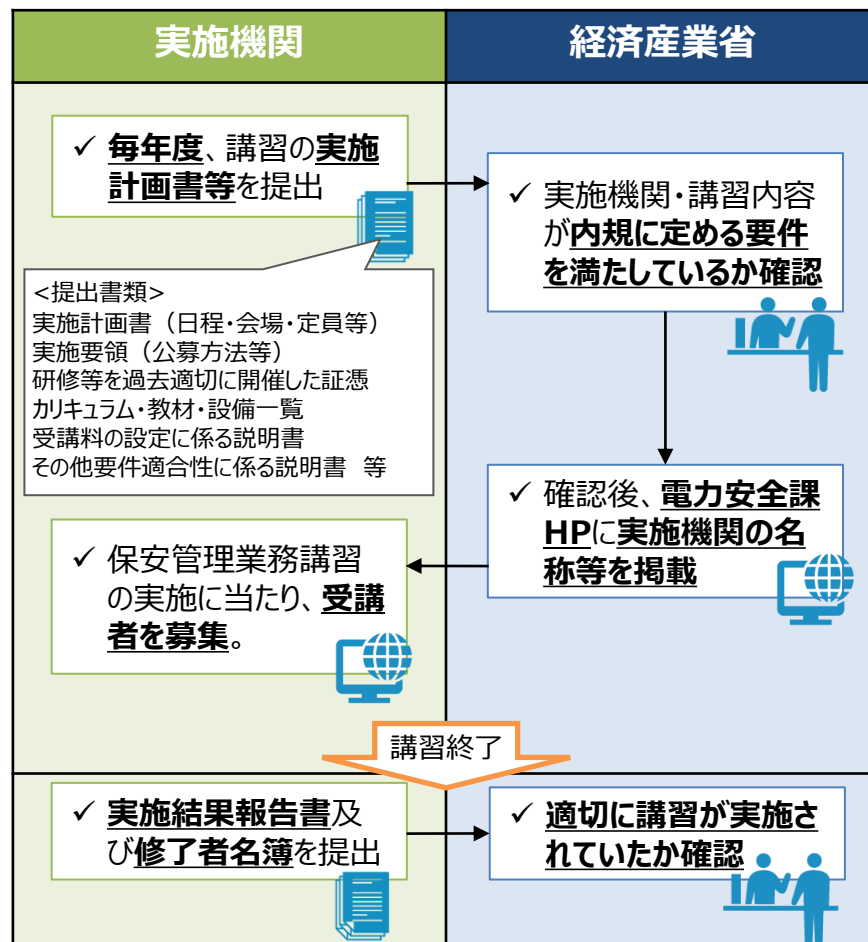 実施機関
経済産業省
✓ 毎年度、講習の実施
計画書等を提出
✓ 実施機関・講習内容
が内規に定める要件
を満たしているか確認
<提出書類>
実施計画書（日程・会場・定員等）
実施要領（公募方法等）
研修等を過去適切に開催した証憑
カリキュラム・教材・設備一覧
受講料の設定に係る説明書
その他要件適合性に係る説明書 等
✓ 確認後、電力安全課
HPに実施機関の名
称等を掲載
✓ 保安管理業務講習
の実施に当たり、受講
者を募集。
講習終了
✓ 実施結果報告書及
び修了者名簿を提出
✓ 適切に講習が実施さ
れていたか確認